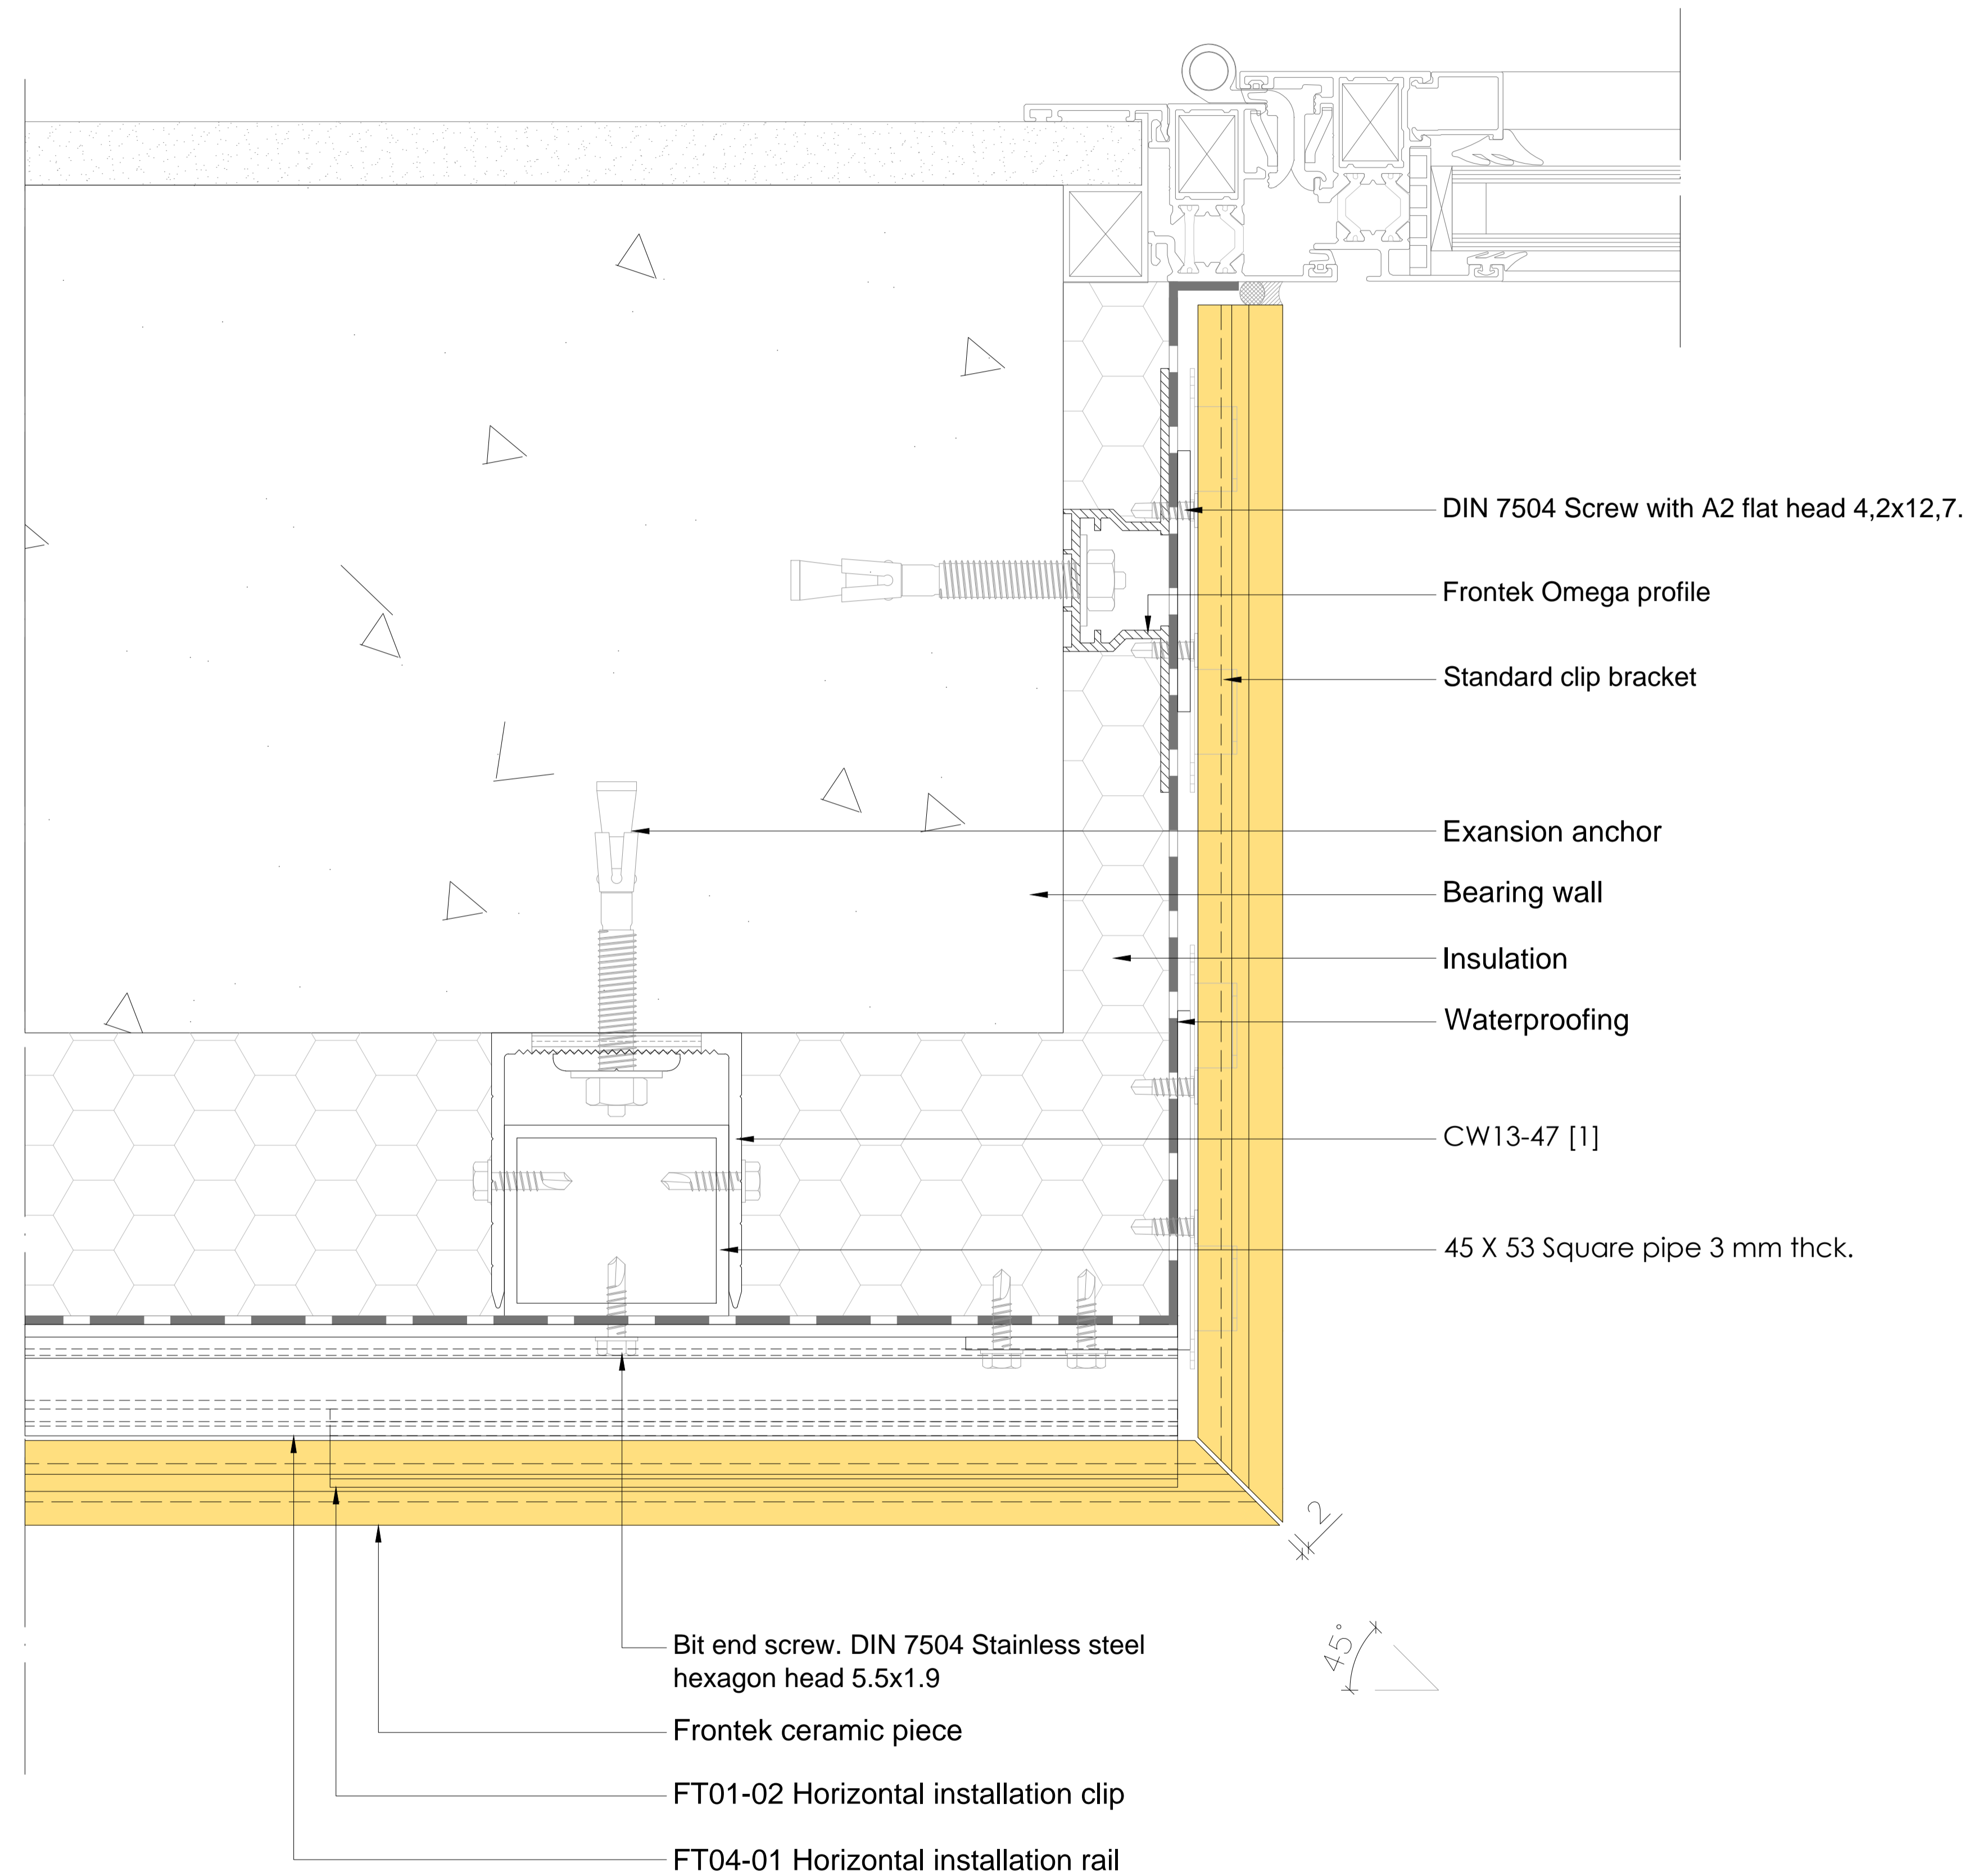 DIN 7504 Screw with A2 flat head 4,2x12,7.
Frontek Omega profile
Standard clip bracket
Exansion anchor
Bearing wall
Insulation
Waterproofing
CW13-47 [1]
45 X 53 Square pipe 3 mm thck.
2
45°
Bit end screw. DIN 7504 Stainless steel
hexagon head 5.5x1.9
Frontek ceramic piece
FT01-02 Horizontal installation clip
FT04-01 Horizontal installation rail